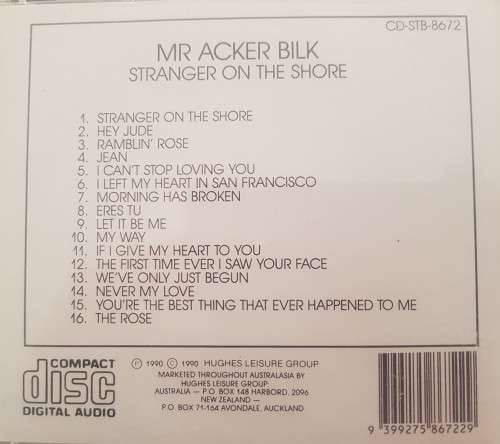 CD-STB-8672
MR ACKER BILK
STRANGER ON THE SHORE
1. STRANGER ON THE SHORE
2. HEY JUDE
3. RAMBLIN' ROSE
4. JEAN
5. I CAN'T STOP LOVING YOU
6. I LEFT MY HEART IN SAN FRANCISCO
7. MORNING HAS BROKEN
8. ERES TU
9. LET IT BE ME
10. MY WAY
11. IF I GIVE MY HEART TO YOU
12. THE FIRST TIME EVER I SAW YOUR FACE
13. WE'VE ONLY JUST BEGUN
14. NEVER MY LOVE
15. YOU'RE THE BEST THING THAT EVER HAPPENED TO ME
16. THE ROSE
COMPACT
disc
DIGITAL AUDIO
℗ 1990 © 1990 HUGHES LEISURE GROUP
MARKETED THROUGHOUT AUSTRALASIA BY
HUGHES LEISURE GROUP
AUSTRALIA — P.O. BOX 148 HARBORD, 2096
NEW ZEALAND —
P.O. BOX 71-164 AVONDALE, AUCKLAND
9 399275 867229